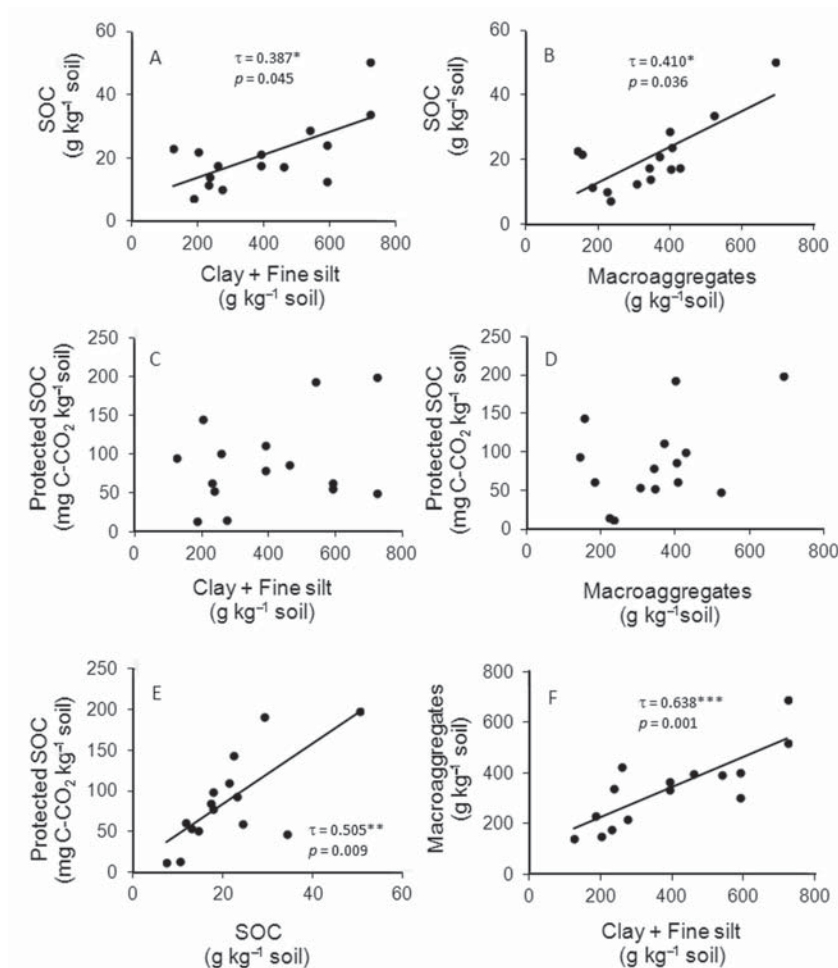 A
τ = 0.387*
p = 0.045
SOC
(g kg⁻¹ soil)
60
40
20
0
0 200 400 600 800
Clay + Fine silt
(g kg⁻¹ soil)
B
τ = 0.410*
p = 0.036
SOC
(g kg⁻¹ soil)
60
40
20
0
0 200 400 600 800
Macroaggregates
(g kg⁻¹soil)
C
Protected SOC
(mg C-CO₂ kg⁻¹ soil)
250
200
150
100
50
0
0 200 400 600 800
Clay + Fine silt
(g kg⁻¹ soil)
D
Protected SOC
(mg C-CO₂ kg⁻¹soil)
250
200
150
100
50
0
0 200 400 600 800
Macroaggregates
(g kg⁻¹soil)
E
τ = 0.505**
p = 0.009
Protected SOC
(mg C-CO₂ kg⁻¹ soil)
250
200
150
100
50
0
0 20 40 60
SOC
(g kg⁻¹ soil)
F
τ = 0.638***
p = 0.001
Macroaggregates
(g kg⁻¹ soil)
800
600
400
200
0
0 200 400 600 800
Clay + Fine silt
(g kg⁻¹ soil)